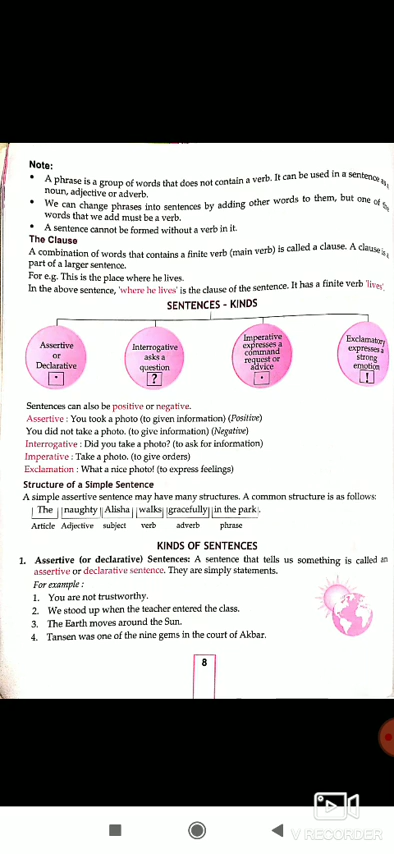 Note:
• A phrase is a group of words that does not contain a verb. It can be used in a sentence as
noun, adjective or adverb.
• We can change phrases into sentences by adding other words to them, but one of the
words that we add must be a verb.
• A sentence cannot be formed without a verb in it.
The Clause
A combination of words that contains a finite verb (main verb) is called a clause. A clause is a
part of a larger sentence.
For e.g. This is the place where he lives.
In the above sentence, 'where he lives' is the clause of the sentence. It has a finite verb 'lives'.
SENTENCES - KINDS
Assertive
or
Declarative
.
Interrogative
asks a
question
?
Imperative
expresses a
command
request or
advice
.
Exclamatory
expresses a
strong
emotion
!
Sentences can also be positive or negative.
Assertive : You took a photo (to given information) (Positive)
You did not take a photo. (to give information) (Negative)
Interrogative : Did you take a photo? (to ask for information)
Imperative : Take a photo. (to give orders)
Exclamation : What a nice photo! (to express feelings)
Structure of a Simple Sentence
A simple assertive sentence may have many structures. A common structure is as follows:
The naughty Alisha walks gracefully in the park.
Article Adjective subject verb adverb phrase
KINDS OF SENTENCES
1. Assertive (or declarative) Sentences: A sentence that tells us something is called an
assertive or declarative sentence. They are simply statements.
For example :
1. You are not trustworthy.
2. We stood up when the teacher entered the class.
3. The Earth moves around the Sun.
4. Tansen was one of the nine gems in the court of Akbar.
8
V RECORDER